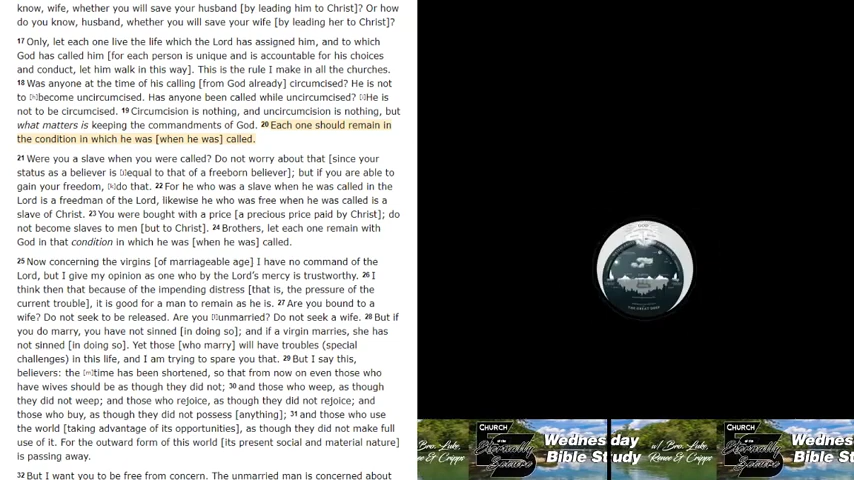 know, wife, whether you will save your husband [by leading him to Christ]? Or how
do you know, husband, whether you will save your wife [by leading her to Christ]?
17 Only, let each one live the life which the Lord has assigned him, and to which
God has called him [for each person is unique and is accountable for his choices
and conduct, let him walk in this way]. This is the rule I make in all the churches.
18 Was anyone at the time of his calling [from God already] circumcised? He is not
to [h]become uncircumcised. Has anyone been called while uncircumcised? [i]He is
not to be circumcised. 19 Circumcision is nothing, and uncircumcision is nothing, but
what matters is keeping the commandments of God. 20 Each one should remain in
the condition in which he was [when he was] called.
21 Were you a slave when you were called? Do not worry about that [since your
status as a believer is [j]equal to that of a freeborn believer]; but if you are able to
gain your freedom, [k]do that. 22 For he who was a slave when he was called in the
Lord is a freedman of the Lord, likewise he who was free when he was called is a
slave of Christ. 23 You were bought with a price [a precious price paid by Christ]; do
not become slaves to men [but to Christ]. 24 Brothers, let each one remain with
God in that condition in which he was [when he was] called.
25 Now concerning the virgins [of marriageable age] I have no command of the
Lord, but I give my opinion as one who by the Lord's mercy is trustworthy. 26 I
think then that because of the impending distress [that is, the pressure of the
current trouble], it is good for a man to remain as he is. 27 Are you bound to a
wife? Do not seek to be released. Are you [l]unmarried? Do not seek a wife. 28 But if
you do marry, you have not sinned [in doing so]; and if a virgin marries, she has
not sinned [in doing so]. Yet those [who marry] will have troubles (special
challenges) in this life, and I am trying to spare you that. 29 But I say this,
believers: the [m]time has been shortened, so that from now on even those who
have wives should be as though they did not; 30 and those who weep, as though
they did not weep; and those who rejoice, as though they did not rejoice; and
those who buy, as though they did not possess [anything]; 31 and those who use
the world [taking advantage of its opportunities], as though they did not make full
use of it. For the outward form of this world [its present social and material nature]
is passing away.
32 But I want you to be free from concern. The unmarried man is concerned about
GOD
THE GREAT DEEP
Bro. Luke,
Renee & Cripps
CHURCH
of the
Eternally
Secure
Wednesday
Bible Study
w/ Bro. Luke,
Renee & Cripps
CHURCH
of the
Eternally
Secure
Wednes
Bible St